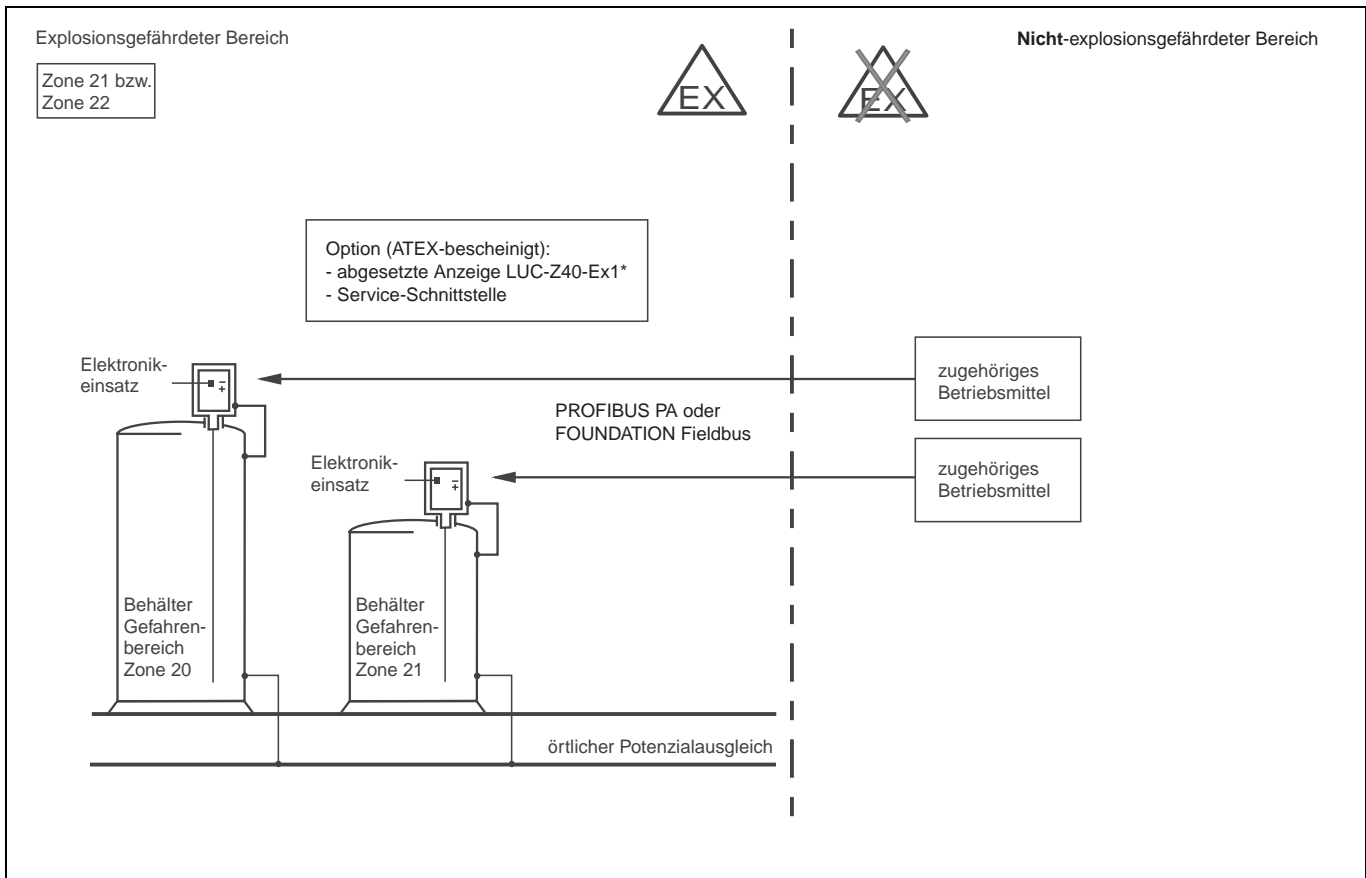 Explosionsgefährdeter Bereich
Nicht-explosionsgefährdeter Bereich
Zone 21 bzw.
Zone 22
EX
EX
Option (ATEX-bescheinigt):
- abgesetzte Anzeige LUC-Z40-Ex1*
- Service-Schnittstelle
Elektronik-
einsatz
– +
zugehöriges
Betriebsmittel
PROFIBUS PA oder
FOUNDATION Fieldbus
Elektronik-
einsatz
– +
zugehöriges
Betriebsmittel
Behälter
Gefahren-
bereich
Zone 20
Behälter
Gefahren-
bereich
Zone 21
örtlicher Potenzialausgleich